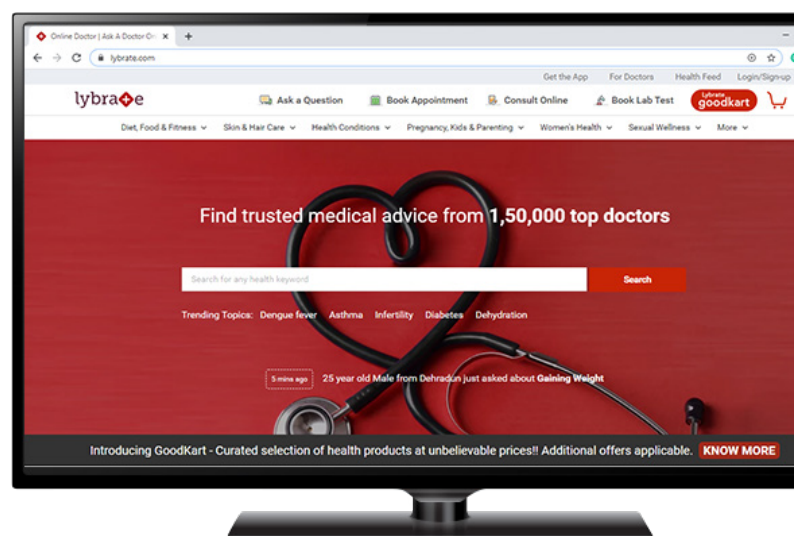 Online Doctor | Ask A Doctor On
lybrate.com
Get the App For Doctors Health Feed Login/Sign-up
lybrate Ask a Question Book Appointment Consult Online Book Lab Test Lybrate goodkart
Diet, Food & Fitness Skin & Hair Care Health Conditions Pregnancy, Kids & Parenting Women's Health Sexual Wellness More
Find trusted medical advice from 1,50,000 top doctors
Search for any health keyword Search
Trending Topics: Dengue fever Asthma Infertility Diabetes Dehydration
5 mins ago 25 year old Male from Dehradun just asked about Gaining Weight
Introducing GoodKart - Curated selection of health products at unbelievable prices!! Additional offers applicable. KNOW MORE